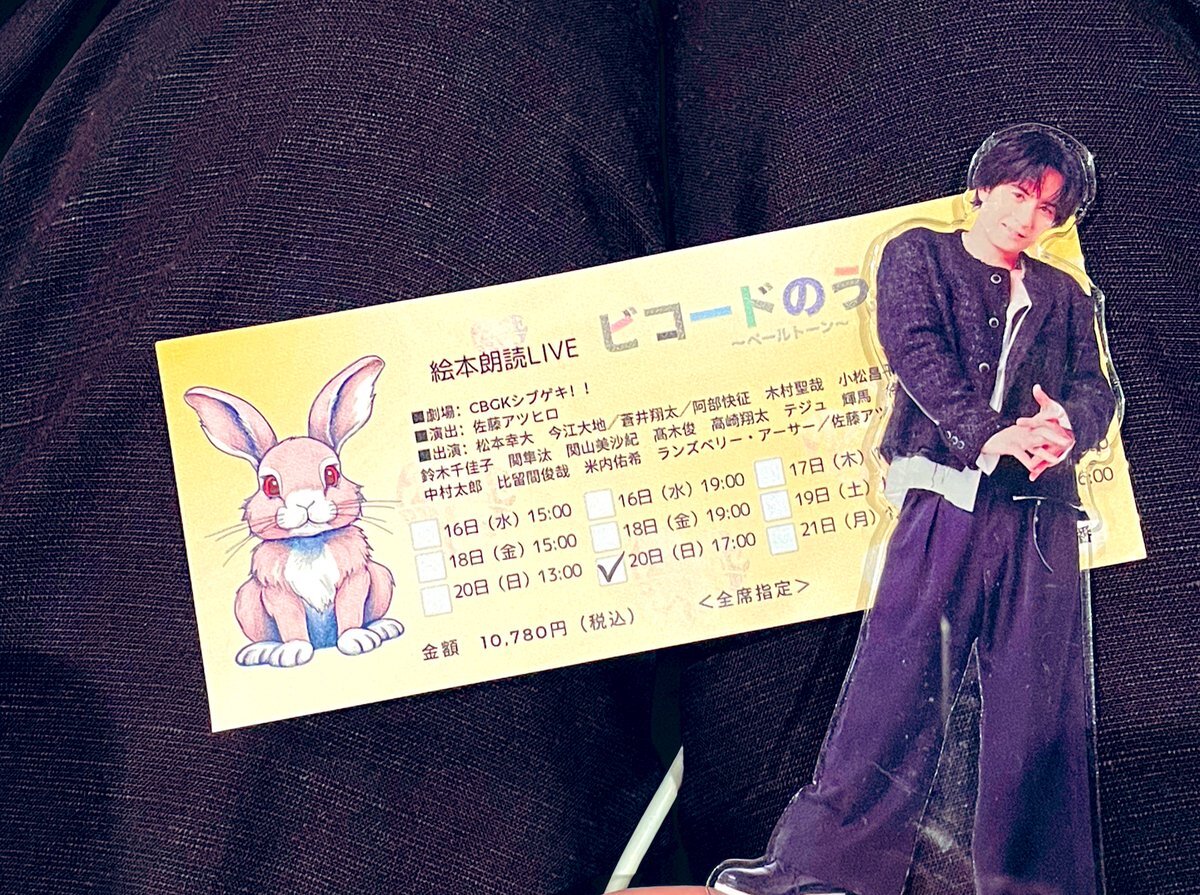 絵本朗読LIVE ビコードのう
～ペールトーン～
■劇場：CBGKシブゲキ！！
■演出：佐藤アツヒロ
■出演：松本幸大 今江大地／蒼井翔太／阿部快征 木村聖哉 小松昌
鈴木千佳子 関隼汰 関山美沙紀 髙木俊 高崎翔太 テジュ 輝馬
中村太郎 比留間俊哉 米内佑希 ランズベリー・アーサー／佐藤アツ
16日（水）15:00 16日（水）19:00 17日（木）
18日（金）15:00 18日（金）19:00 19日（土） 6:00
20日（日）13:00 ✓20日（日）17:00 21日（月） 番
金額 10,780円（税込） ＜全席指定＞